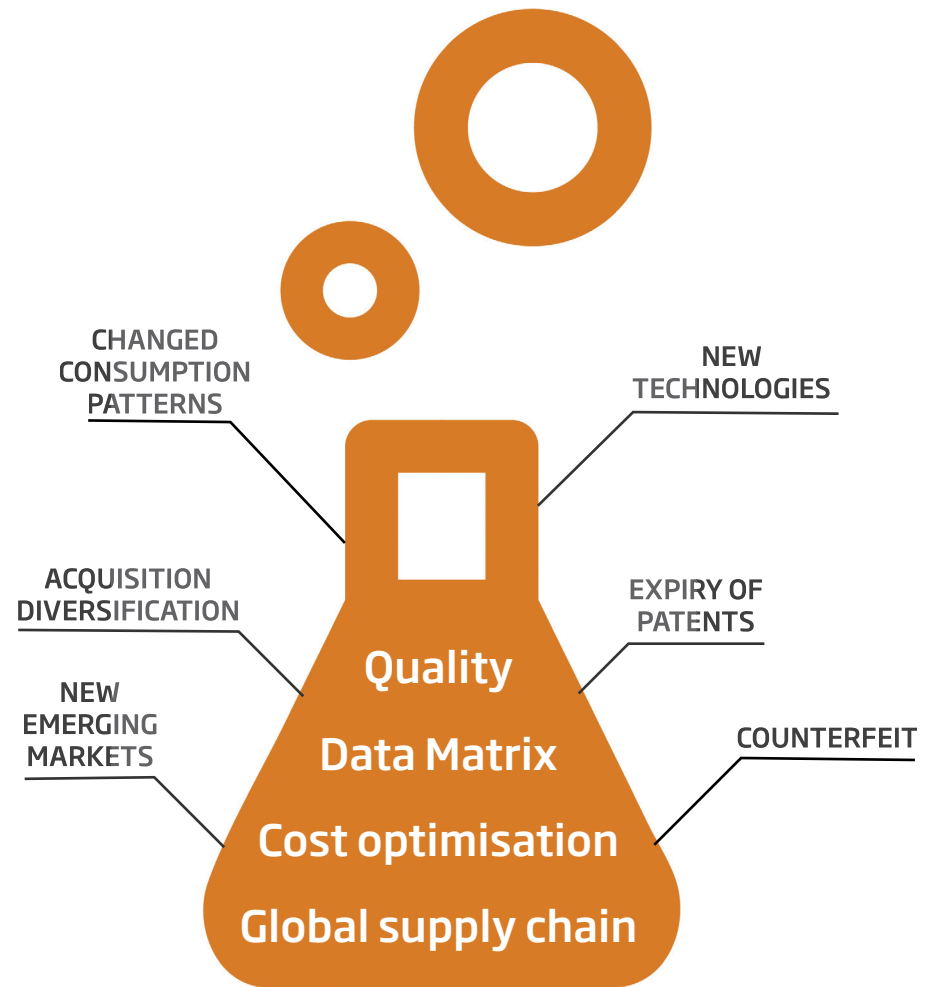 CHANGED
CONSUMPTION
PATTERNS
NEW
TECHNOLOGIES
ACQUISITION
DIVERSIFICATION
EXPIRY OF
PATENTS
NEW
EMERGING
MARKETS
COUNTERFEIT
Quality
Data Matrix
Cost optimisation
Global supply chain